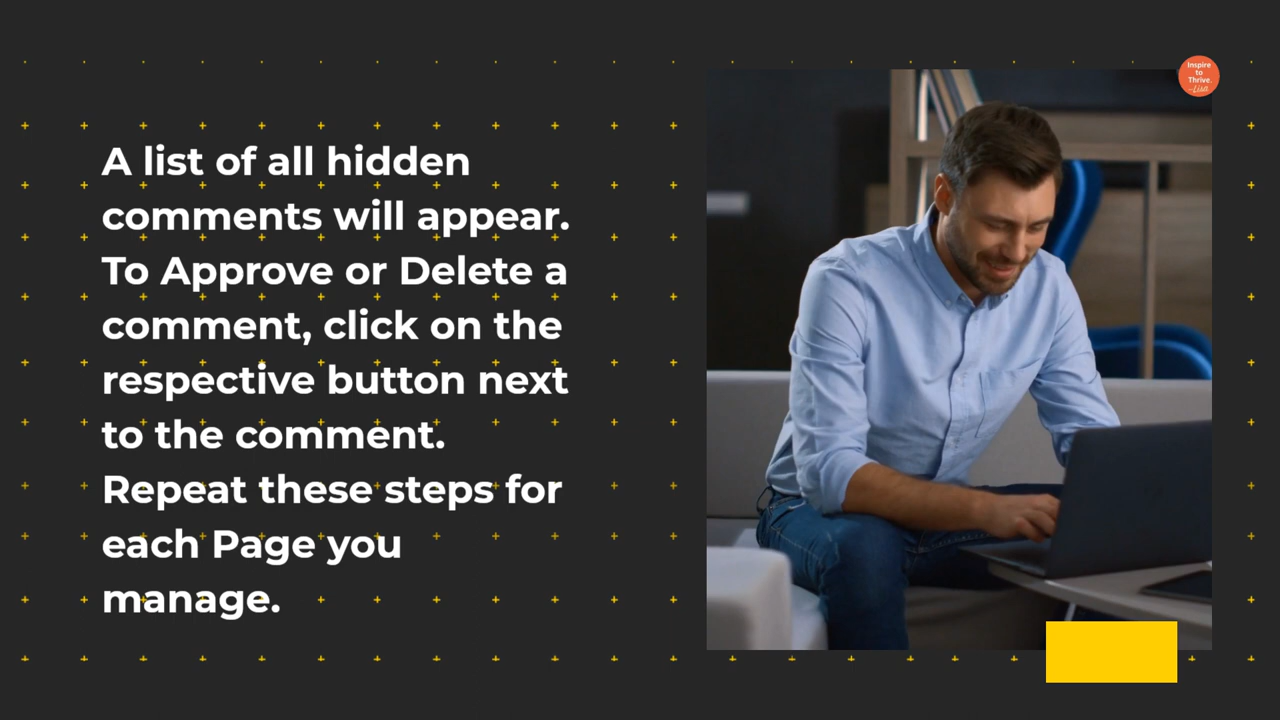 A list of all hidden
comments will appear.
To Approve or Delete a
comment, click on the
respective button next
to the comment.
Repeat these steps for
each Page you
manage.
Inspire
to
Thrive.
-Lisa